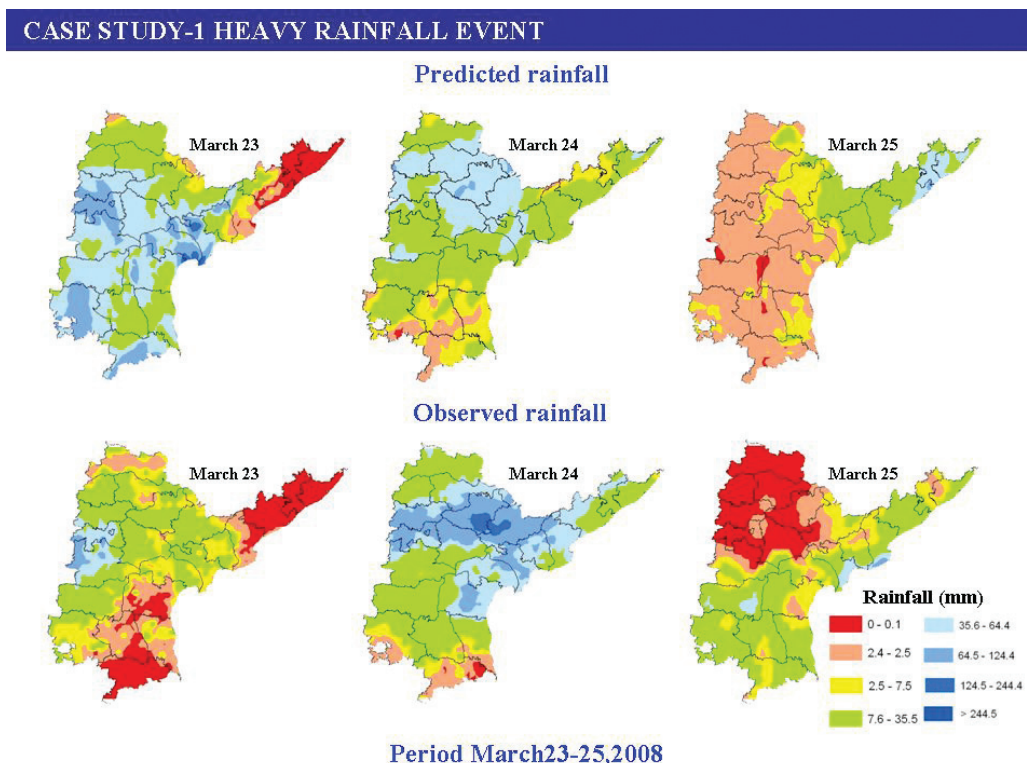 CASE STUDY-1 HEAVY RAINFALL EVENT
Predicted rainfall
March 23
March 24
March 25
Observed rainfall
March 23
March 24
March 25
Rainfall (mm)
0 - 0.1
35.6 - 64.4
2.4 - 2.5
64.5 - 124.4
2.5 - 7.5
124.5 - 244.4
7.6 - 35.5
> 244.5
Period March23-25,2008